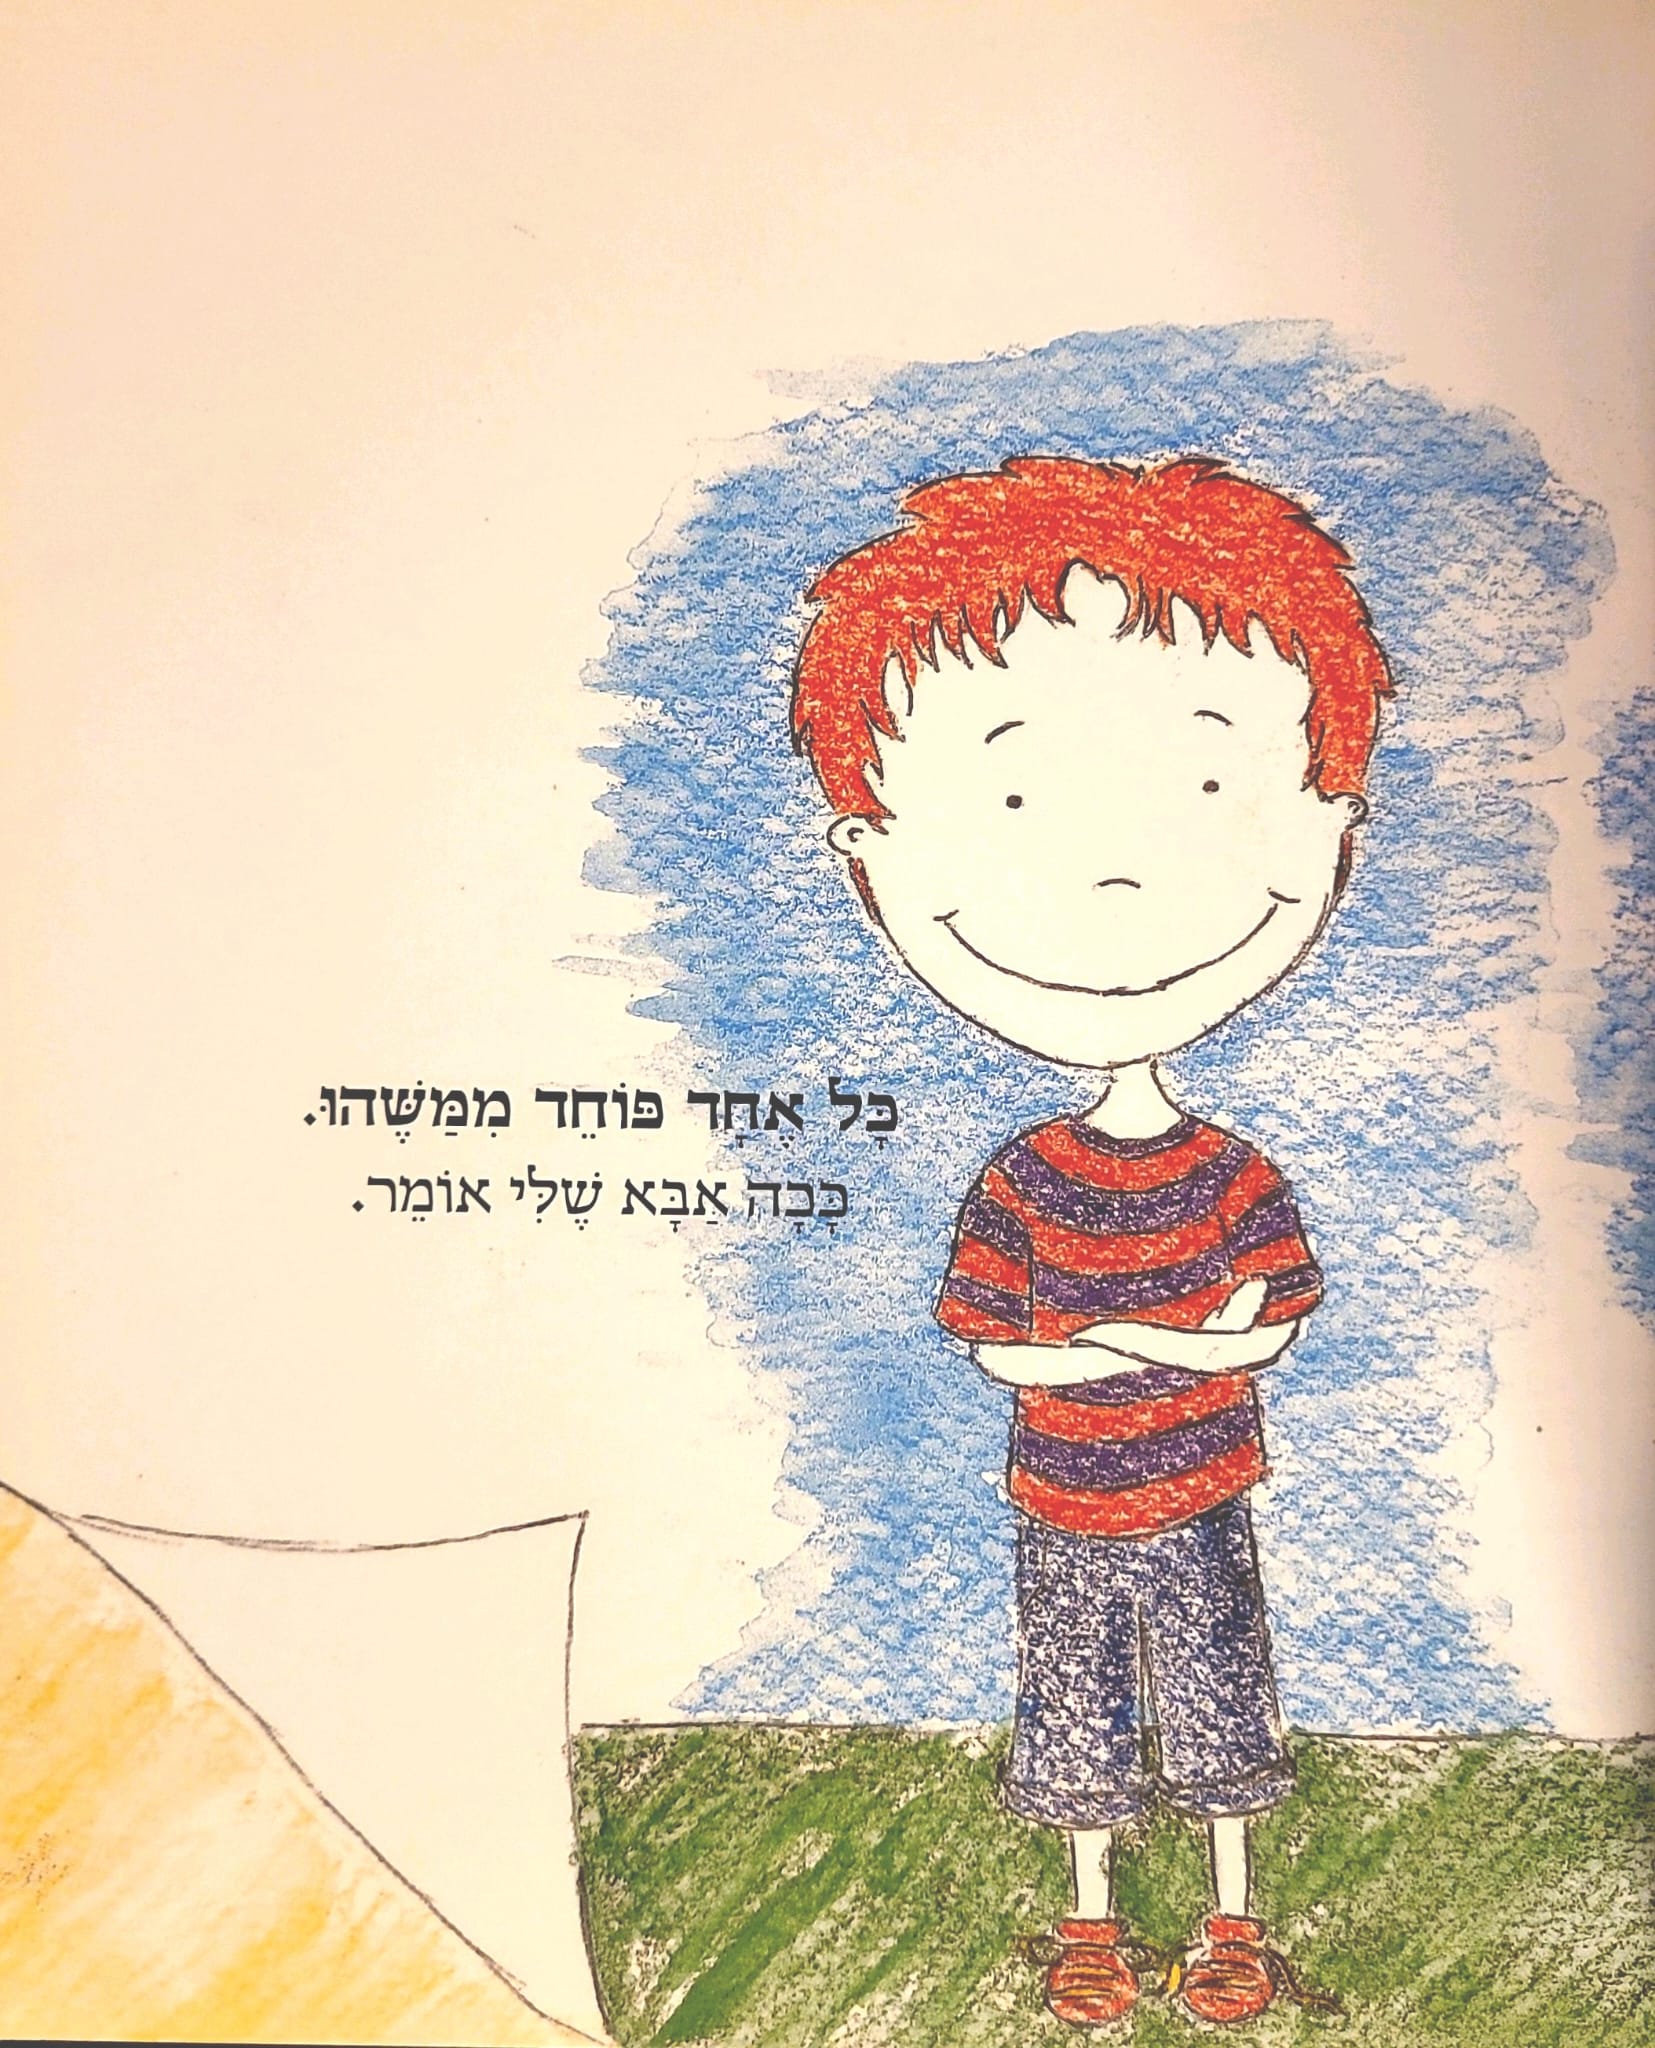 כָּל אֶחָד פּוֹחֵד מִמַּשֶּׁהוּ.
כָּבָה אַבָּא שֶׁלִּי אוֹמֵר.